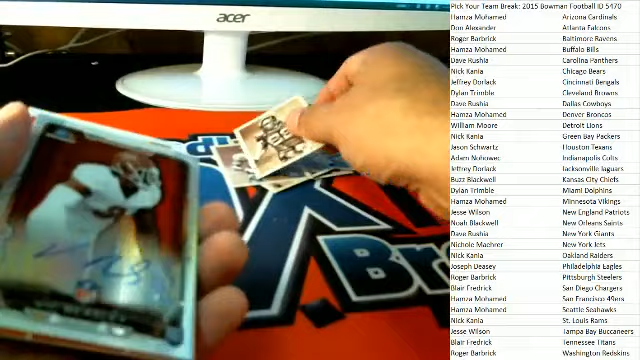 acer
Pick Your Team Break: 2015 Bowman Football ID 5470
Hamza Mohamed Arizona Cardinals
Don Alexander Atlanta Falcons
Roger Barbrick Baltimore Ravens
Hamza Mohamed Buffalo Bills
Dave Rushia Carolina Panthers
Nick Kania Chicago Bears
Jeffrey Dorlack Cincinnati Bengals
Dylan Trimble Cleveland Browns
Dave Rushia Dallas Cowboys
Hamza Mohamed Denver Broncos
William Moore Detroit Lions
Nick Kania Green Bay Packers
Jason Schwartz Houston Texans
Adam Nohowec Indianapolis Colts
Jeffrey Dorlack Jacksonville Jaguars
Buzz Blackwell Kansas City Chiefs
Dylan Trimble Miami Dolphins
Hamza Mohamed Minnesota Vikings
Jesse Wilson New England Patriots
Noah Blackwell New Orleans Saints
Dave Rushia New York Giants
Nichole Maehrer New York Jets
Nick Kania Oakland Raiders
Joseph Deasey Philadelphia Eagles
Roger Barbrick Pittsburgh Steelers
Blair Fredrick San Diego Chargers
Hamza Mohamed San Francisco 49ers
Hamza Mohamed Seattle Seahawks
Nick Kania St. Louis Rams
Jesse Wilson Tampa Bay Buccaneers
Blair Fredrick Tennessee Titans
Roger Barbrick Washington Redskins